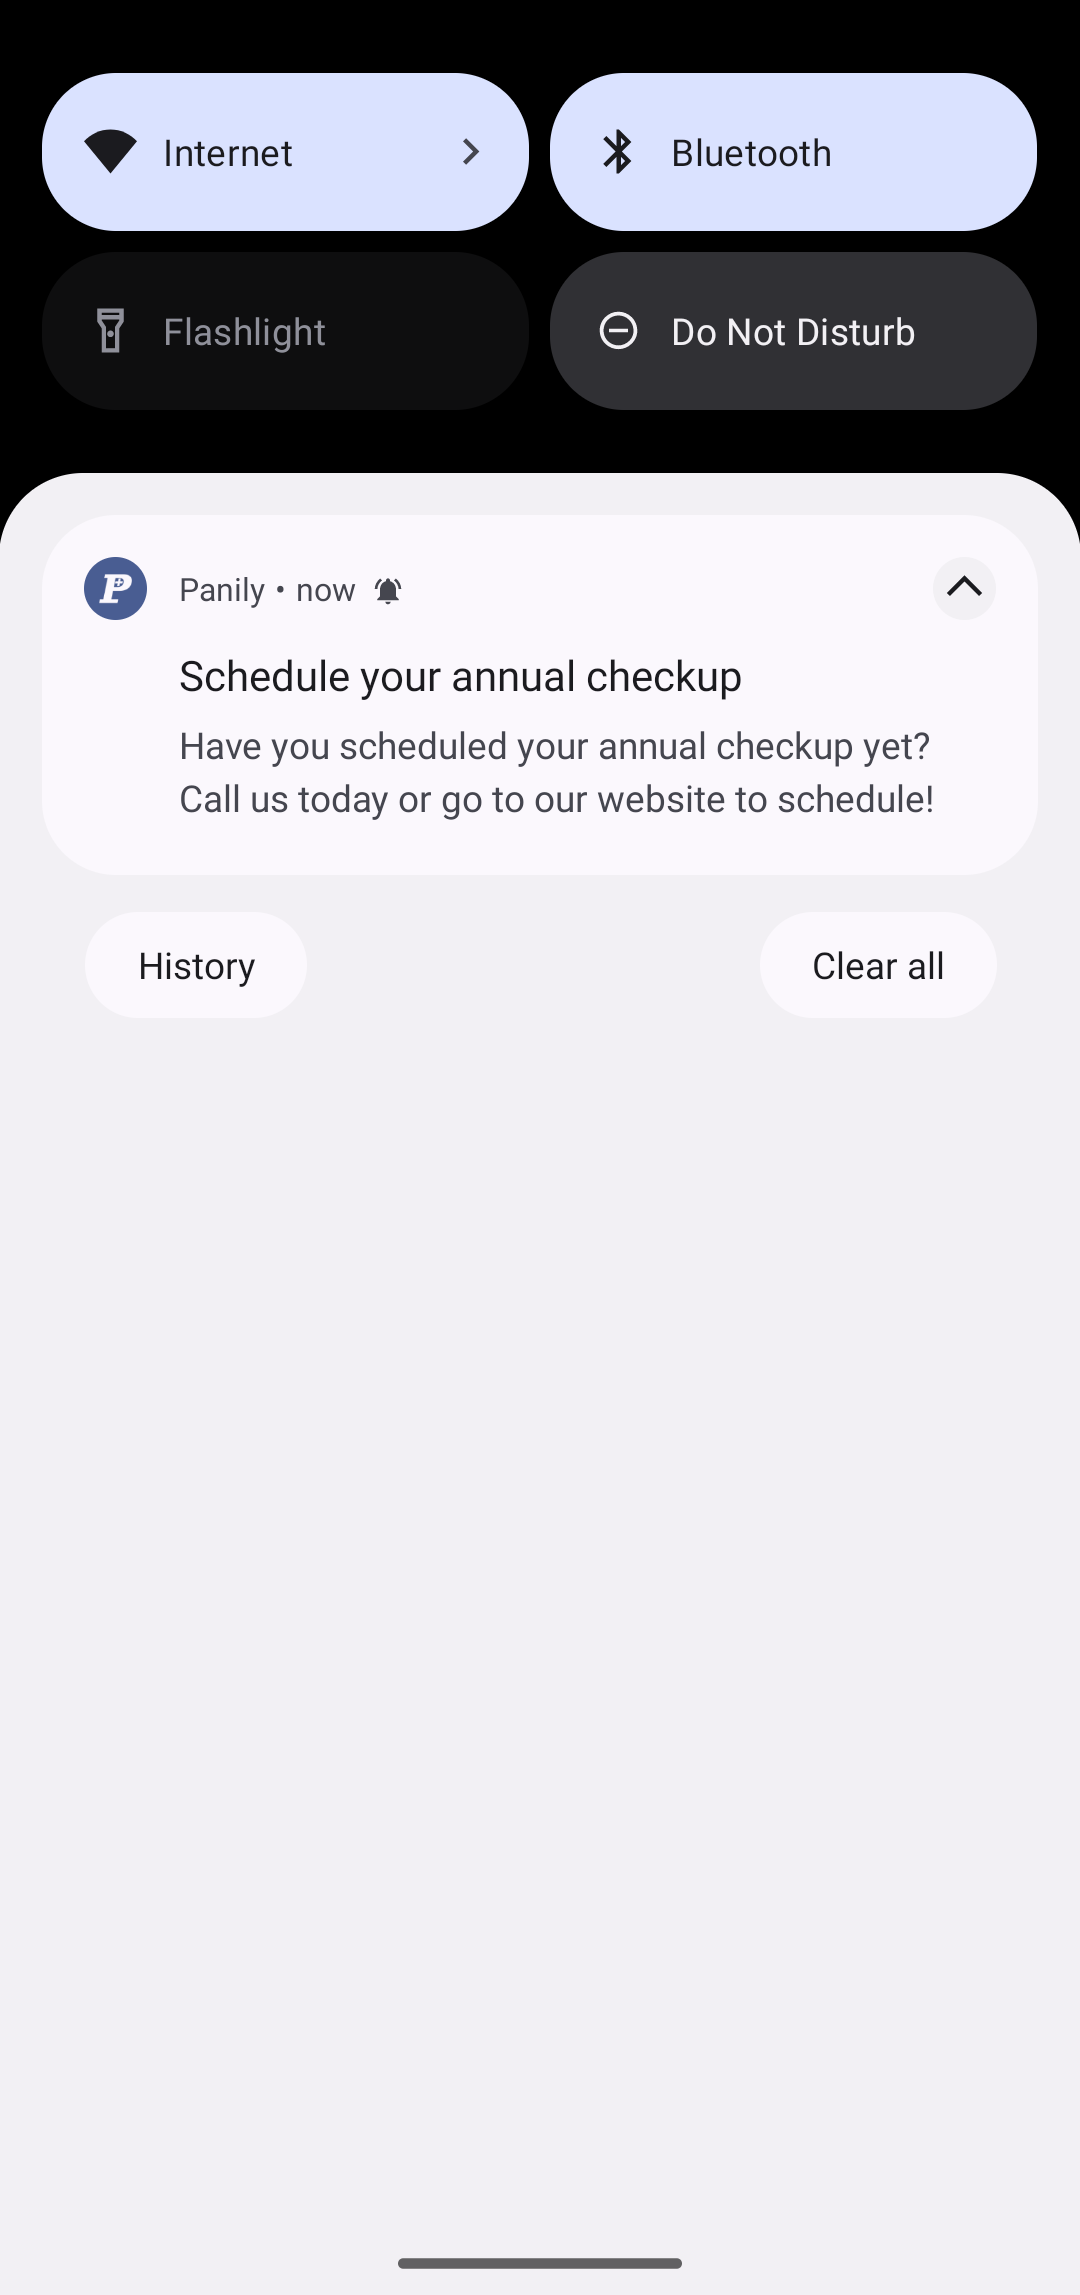 Internet
Bluetooth
Flashlight
Do Not Disturb
P
Panily • now
Schedule your annual checkup
Have you scheduled your annual checkup yet?
Call us today or go to our website to schedule!
History
Clear all